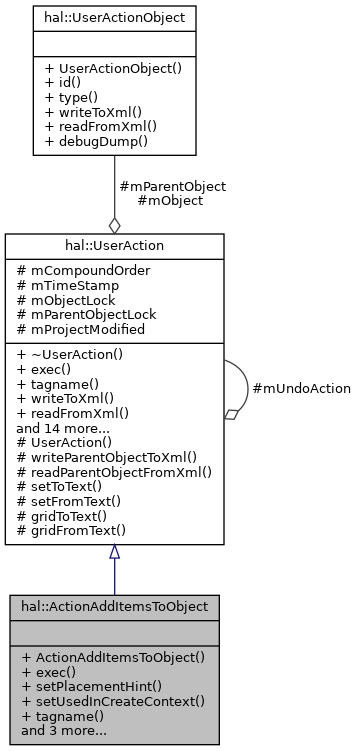 hal::UserActionObject
+ UserActionObject()
+ id()
+ type()
+ writeToXml()
+ readFromXml()
+ debugDump()
#mParentObject
#mObject
hal::UserAction
# mCompoundOrder
# mTimeStamp
# mObjectLock
# mParentObjectLock
# mProjectModified
+ ~UserAction()
+ exec()
+ tagname()
+ writeToXml()
+ readFromXml()
and 14 more...
# UserAction()
# writeParentObjectToXml()
# readParentObjectFromXml()
# setToText()
# setFromText()
# gridToText()
# gridFromText()
#mUndoAction
hal::ActionAddItemsToObject
+ ActionAddItemsToObject()
+ exec()
+ setPlacementHint()
+ setUsedInCreateContext()
+ tagname()
and 3 more...